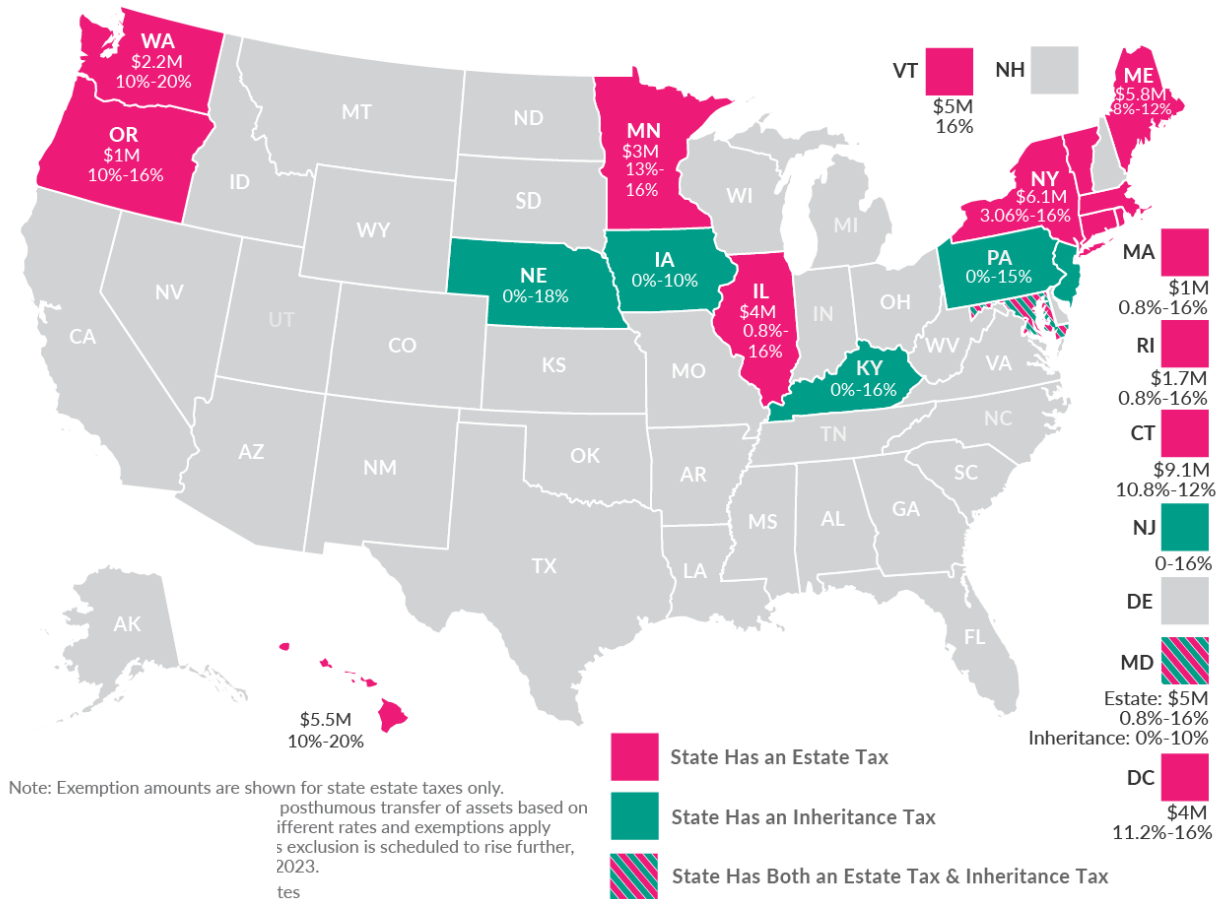 WA
$2.2M
10%-20%
OR
$1M
10%-16%
MT
ID
WY
ND
SD
MN
$3M
13%-
16%
WI
MI
VT
$5M
16%
NH
ME
$5.8M
8%-12%
NY
$6.1M
3.06%-16%
NE
0%-18%
IA
0%-10%
IL
$4M
0.8%-
16%
PA
0%-15%
NV
CA
UT
CO
KS
MO
IN
OH
WV
VA
KY
0%-16%
TN
NC
SC
AZ
NM
OK
AR
MS
AL
GA
TX
LA
FL
AK
$5.5M
10%-20%
MA
$1M
0.8%-16%
RI
$1.7M
0.8%-16%
CT
$9.1M
10.8%-12%
NJ
0-16%
DE
MD
Estate: $5M
0.8%-16%
Inheritance: 0%-10%
DC
$4M
11.2%-16%
State Has an Estate Tax
State Has an Inheritance Tax
State Has Both an Estate Tax & Inheritance Tax
Note: Exemption amounts are shown for state estate taxes only.
posthumous transfer of assets based on
ifferent rates and exemptions apply
s exclusion is scheduled to rise further,
2023.
tes